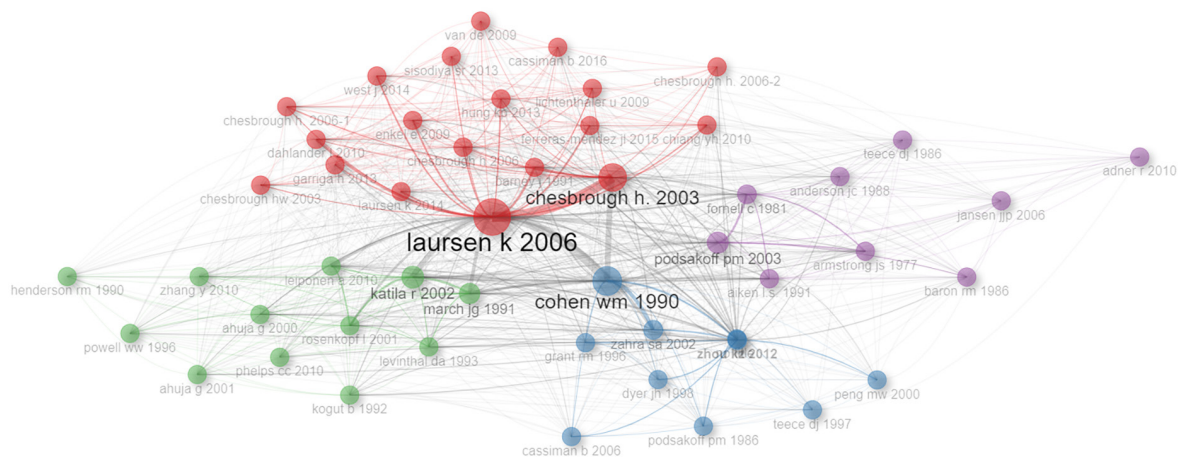 van de 2009
cassiman b 2016
sisodiya sr 2013
chesbrough h. 2006-2
west j 2014
lichtenthaler u 2009
hung kp 2013
chesbrough h. 2006-1
enkel e 2009
ferreras-mendez jl 2015
chiang yh 2010
dahlander l 2010
chesbrough h 2006
teece dj 1986
adner r 2010
garriga h 2013
barney j 1991
anderson jc 1988
chesbrough hw 2003
laursen k 2014
chesbrough h. 2003
fornell c 1981
jansen jjp 2006
laursen k 2006
podsakoff pm 2003
armstrong js 1977
henderson rm 1990
zhang y 2010
leiponen a 2010
katila r 2002
march jg 1991
cohen wm 1990
aiken l.s. 1991
baron rm 1986
ahuja g 2000
rosenkopf l 2001
powell ww 1996
levinthal da 1993
grant rm 1996
zahra sa 2002
zhou kz 2012
phelps cc 2010
ahuja g 2001
kogut b 1992
dyer jh 1998
peng mw 2000
teece dj 1997
podsakoff pm 1986
cassiman b 2006